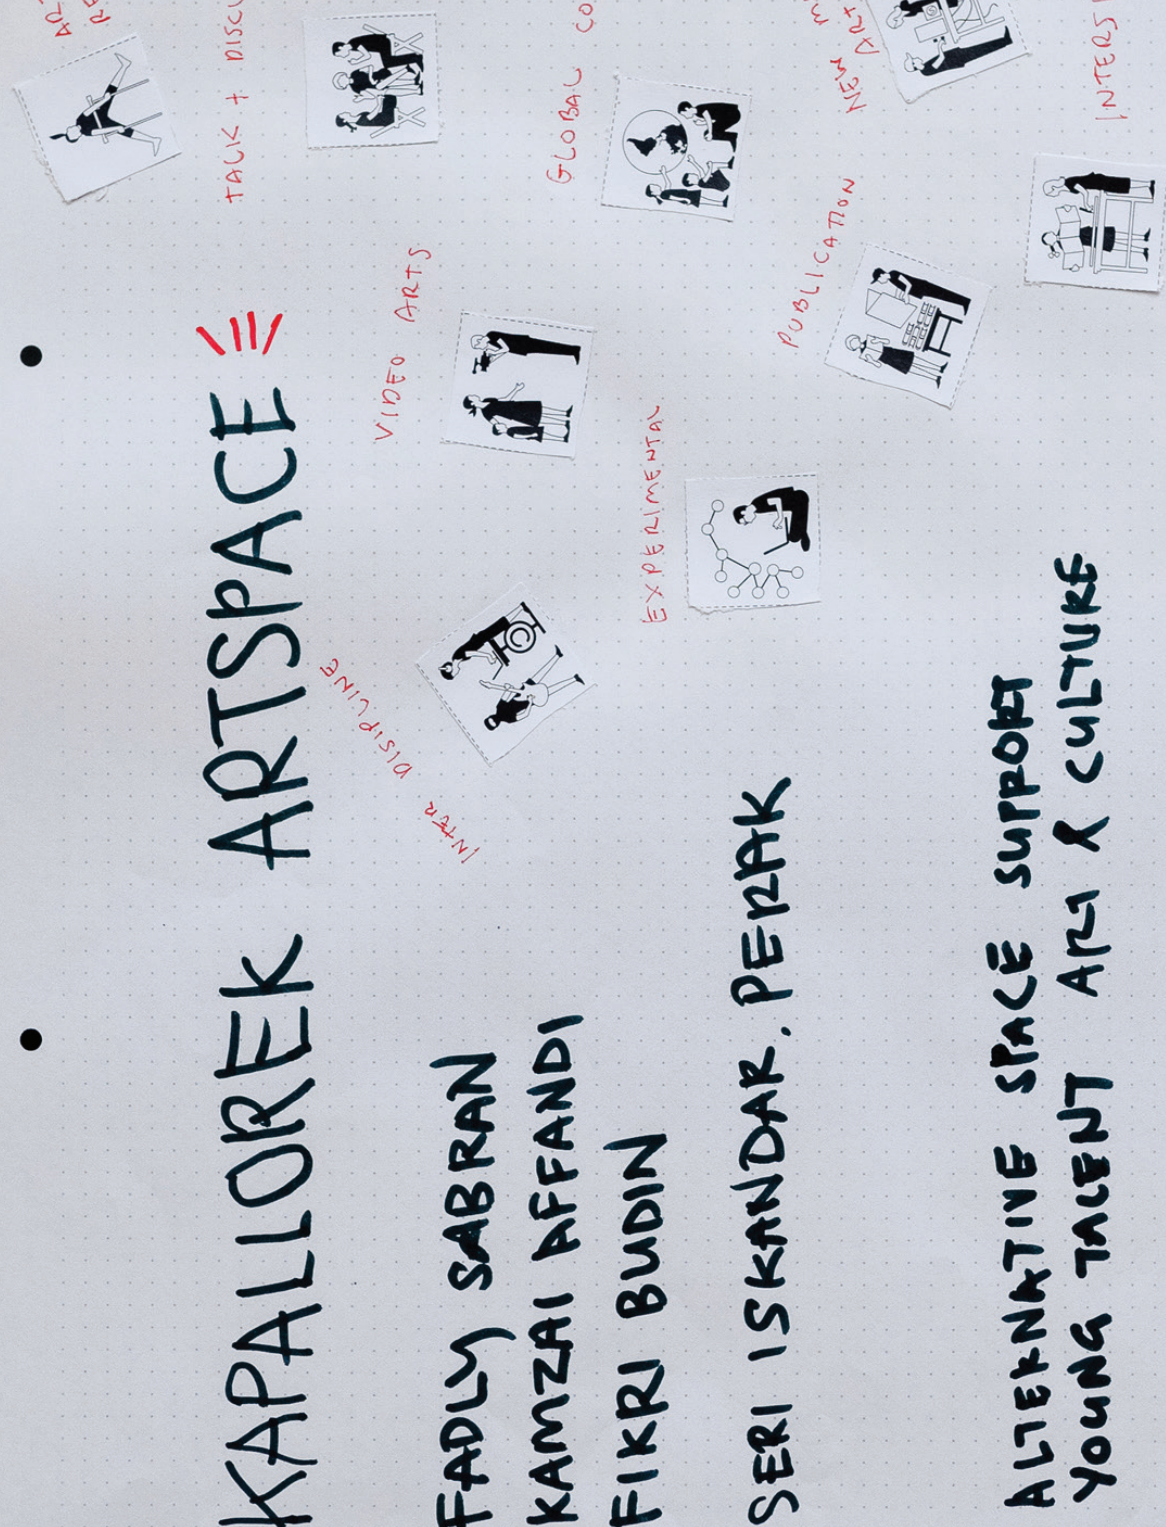 KAPALLOREK ARTSPACE
FADLY SABRAN
KAMZAI AFFANDI
FIKRI BUDIN
SERI ISKANDAR. PERAK
ALTERNATIVE SPACE SUPPORT
YOUNG TALENT ART & CULTURE
INTER DISIPLINE
VIDEO ARTS
EXPERIMENTAL
PUBLICATION
TALK +
GLOBAL
NEW
ART
©